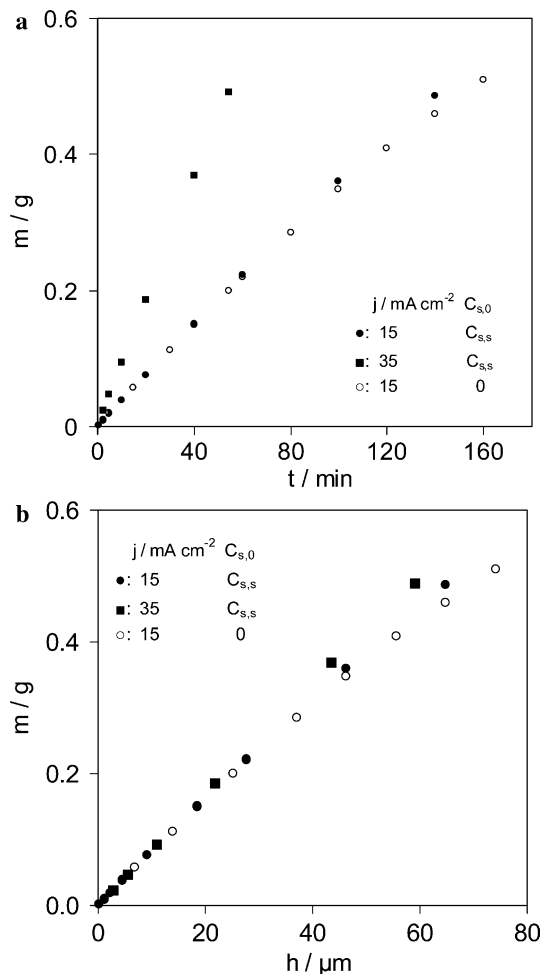 a
0.6
0.4
m / g
0.2
j / mA cm⁻² Cₛ,₀
●: 15 Cₛ,ₛ
■: 35 Cₛ,ₛ
○: 15 0
0
0 40 80 120 160
t / min
b
0.6
j / mA cm⁻² Cₛ,₀
●: 15 Cₛ,ₛ
■: 35 Cₛ,ₛ
○: 15 0
0.4
m / g
0.2
0.0
0 20 40 60 80
h / µm